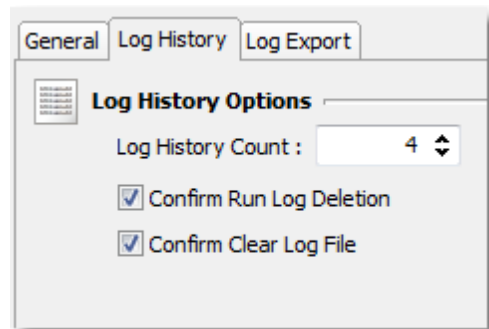 General Log History Log Export
Log History Options
Log History Count : 4
Confirm Run Log Deletion
Confirm Clear Log File